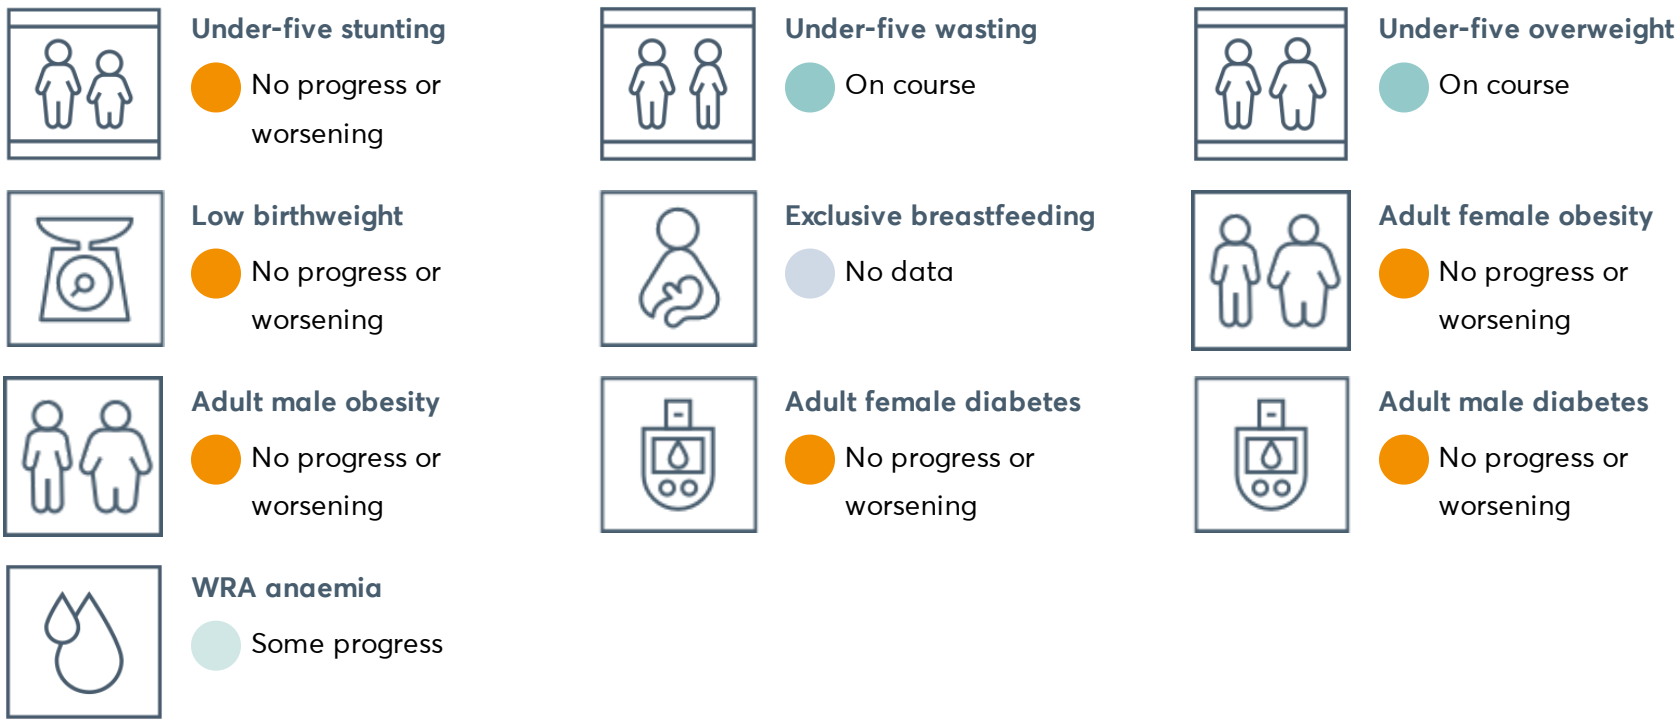 Under-five stunting
No progress or
worsening
Under-five wasting
On course
Under-five overweight
On course
Low birthweight
No progress or
worsening
Exclusive breastfeeding
No data
Adult female obesity
No progress or
worsening
Adult male obesity
No progress or
worsening
Adult female diabetes
No progress or
worsening
Adult male diabetes
No progress or
worsening
WRA anaemia
Some progress